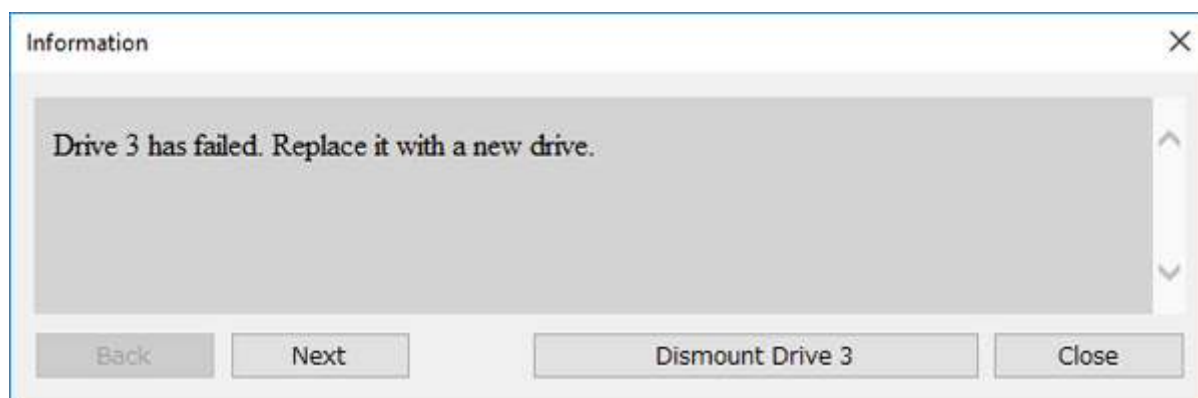 Information
Drive 3 has failed. Replace it with a new drive.
Back Next Dismount Drive 3 Close